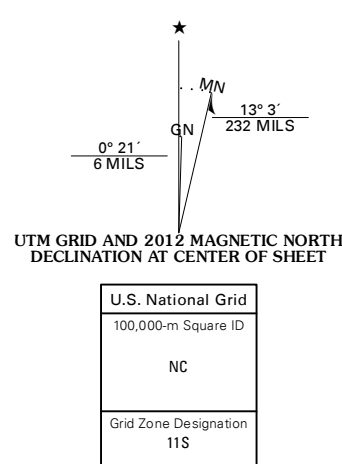 ★
MN
13° 3´
232 MILS
GN
0° 21´
6 MILS
UTM GRID AND 2012 MAGNETIC NORTH
DECLINATION AT CENTER OF SHEET
U.S. National Grid
100,000-m Square ID
NC
Grid Zone Designation
11S